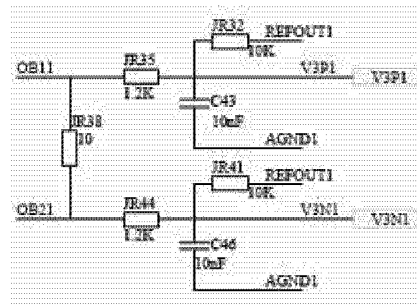 JR32
REFOUT1
10K
OB11
JR35
V3P1
V3P1
1.2K
C43
10nF
JR38
10
AGND1
JR41
REFOUT1
10K
OB21
JR44
V3N1
V3N1
1.2K
C46
10nF
AGND1